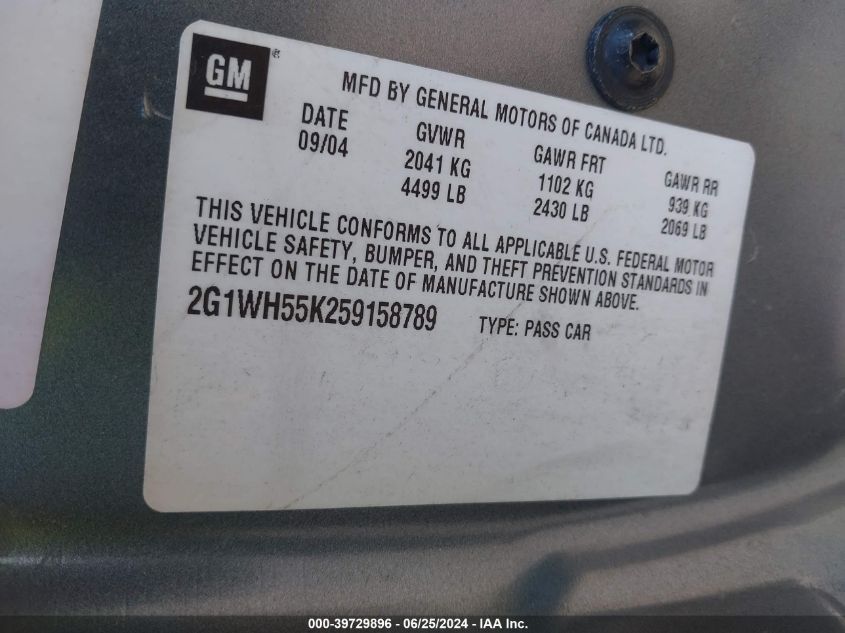 GM
MFD BY GENERAL MOTORS OF CANADA LTD.
DATE GVWR GAWR FRT GAWR RR
09/04 2041 KG 1102 KG 939 KG
4499 LB 2430 LB 2069 LB
THIS VEHICLE CONFORMS TO ALL APPLICABLE U.S. FEDERAL MOTOR
VEHICLE SAFETY, BUMPER, AND THEFT PREVENTION STANDARDS IN
EFFECT ON THE DATE OF MANUFACTURE SHOWN ABOVE.
2G1WH55K259158789 TYPE: PASS CAR
000-39729896 - 06/25/2024 - IAAI.com